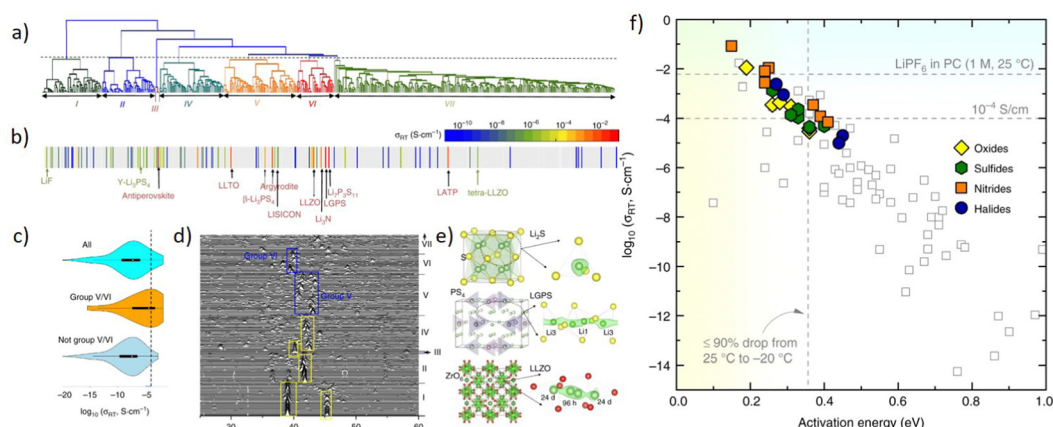 a)
I II III IV V VI VII
b)
σRT (S·cm⁻¹) 10⁻¹⁰ 10⁻⁸ 10⁻⁶ 10⁻⁴ 10⁻²
LiF
Y-Li₃PS₄
Antiperovskite
LLTO
β-Li₃PS₄
Argyrodite
LISICON
LLZO
Li₃N
LGPS
Li₇P₃S₁₁
LATP
tetra-LLZO
c)
All
Group V/VI
Not group V/VI
−20 −15 −10 −5
log₁₀ (σRT, S·cm⁻¹)
d)
Group VI
Group V
VII
VI
V
IV
III
II
I
25 30 40 50 60
e)
Li₂S
S
PS₄
LGPS
Li3 Li1 Li3
ZrO₆
LLZO
24 d 96 h 24 d
f)
log₁₀ (σRT, S·cm⁻¹)
0
−2
−4
−6
−8
−10
−12
−14
LiPF₆ in PC (1 M, 25 °C)
10⁻⁴ S/cm
Oxides
Sulfides
Nitrides
Halides
≤ 90% drop from
25 °C to −20 °C
0.0 0.2 0.4 0.6 0.8 1.0
Activation energy (eV)